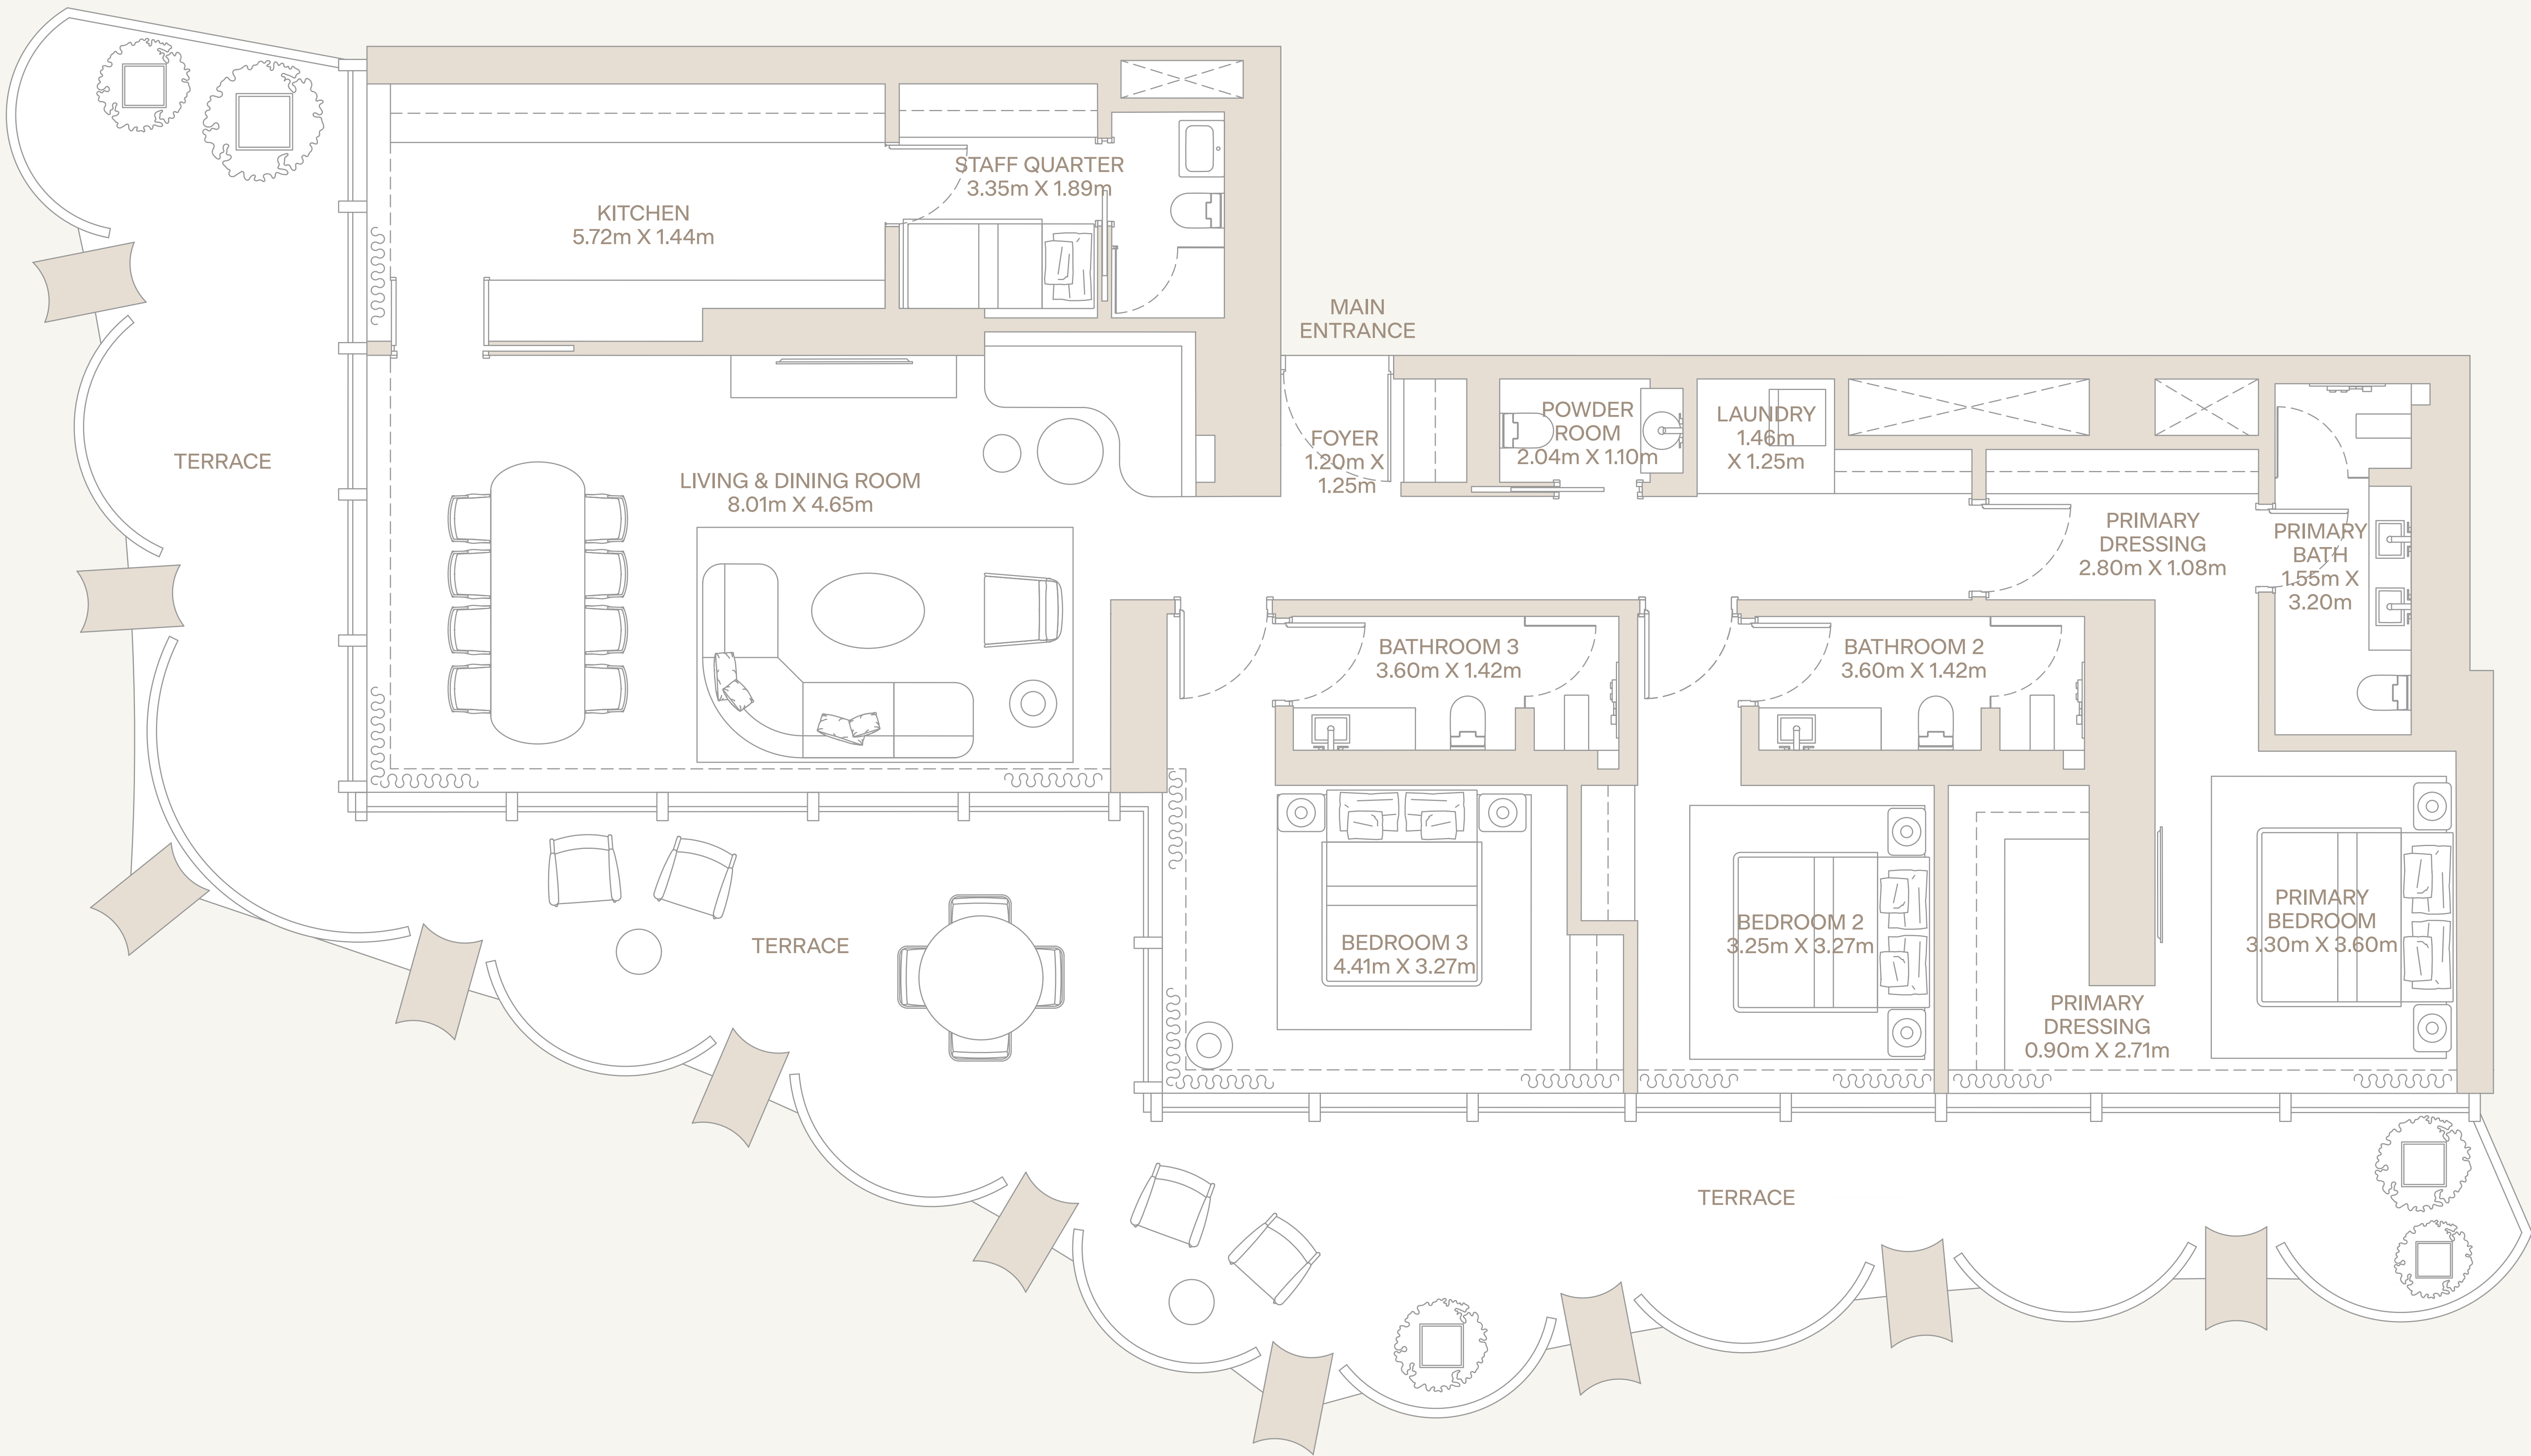 STAFF QUARTER
3.35m X 1.89m
KITCHEN
5.72m X 1.44m
MAIN
ENTRANCE
TERRACE
LIVING & DINING ROOM
8.01m X 4.65m
FOYER
1.20m X
1.25m
POWDER
ROOM
2.04m X 1.10m
LAUNDRY
1.46m
X 1.25m
PRIMARY
DRESSING
2.80m X 1.08m
PRIMARY
BATH
1.55m X
3.20m
BATHROOM 3
3.60m X 1.42m
BATHROOM 2
3.60m X 1.42m
TERRACE
BEDROOM 3
4.41m X 3.27m
BEDROOM 2
3.25m X 3.27m
PRIMARY
BEDROOM
3.30m X 3.60m
PRIMARY
DRESSING
0.90m X 2.71m
TERRACE